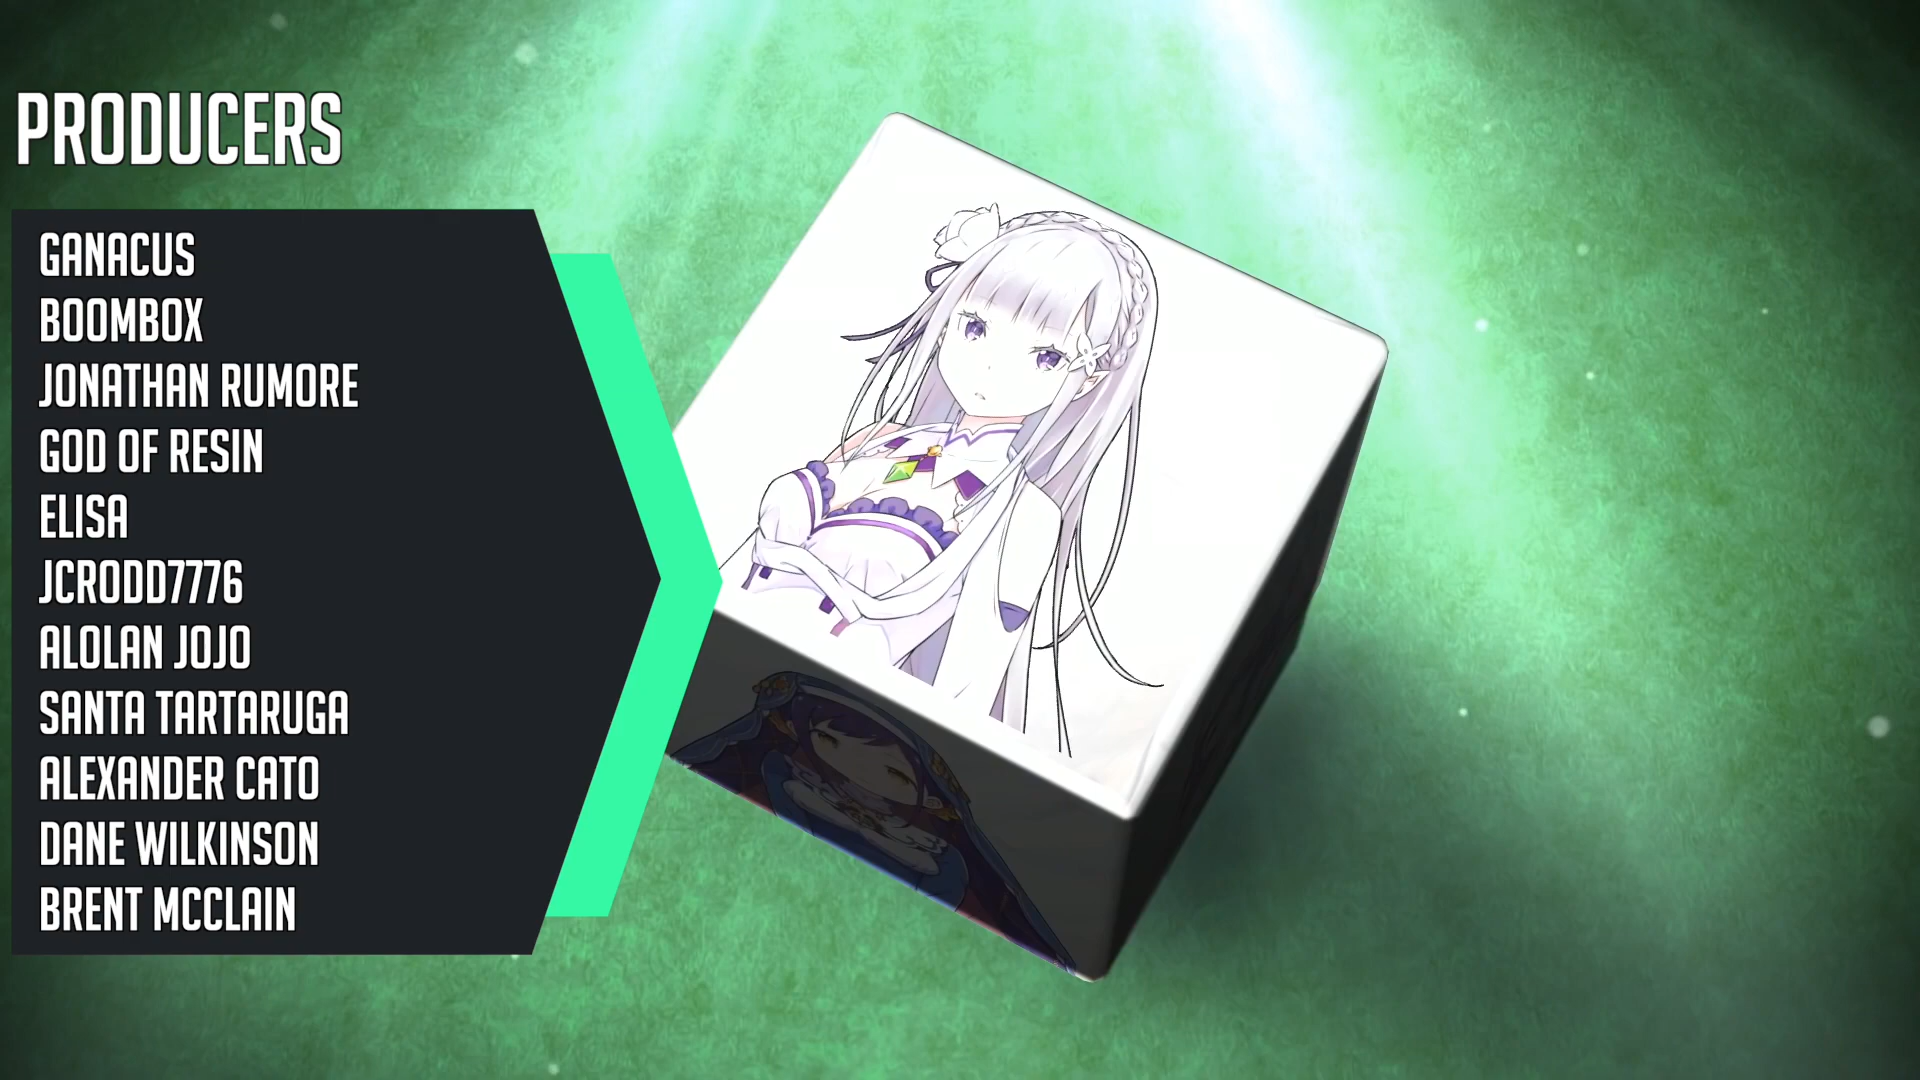 PRODUCERS
GANACUS
BOOMBOX
JONATHAN RUMORE
GOD OF RESIN
ELISA
JCRODD7776
ALOLAN JOJO
SANTA TARTARUGA
ALEXANDER CATO
DANE WILKINSON
BRENT MCCLAIN